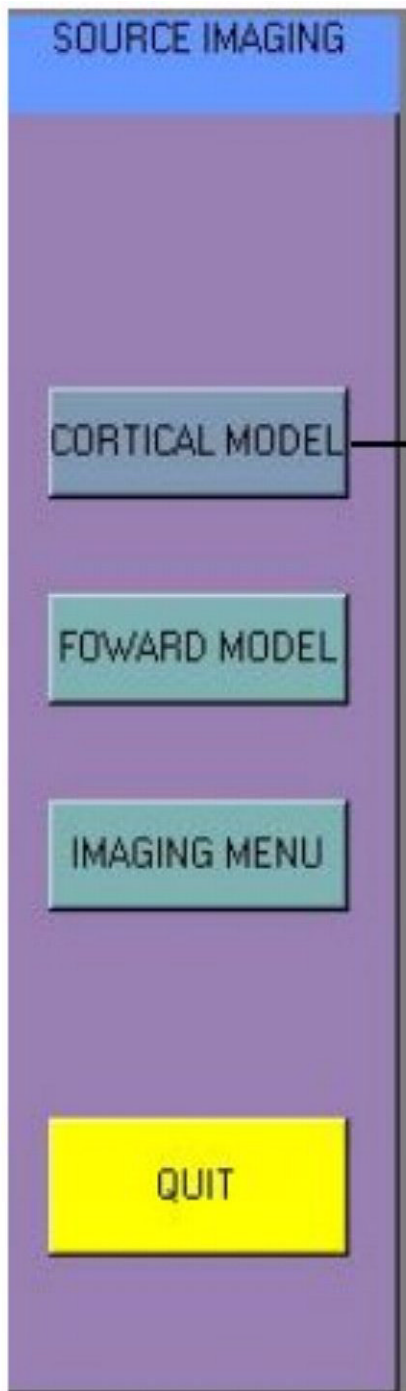 SOURCE IMAGING
CORTICAL MODEL
FOWARD MODEL
IMAGING MENU
QUIT